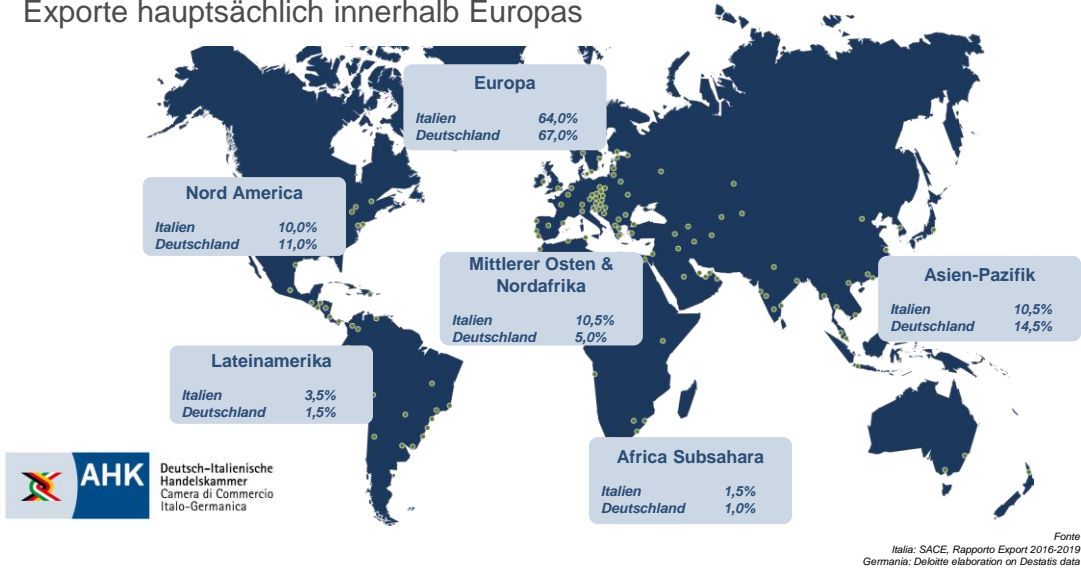 Exporte hauptsächlich innerhalb Europas
Europa
Italien 64,0%
Deutschland 67,0%
Nord America
Italien 10,0%
Deutschland 11,0%
Mittlerer Osten &
Nordafrika
Italien 10,5%
Deutschland 5,0%
Asien-Pazifik
Italien 10,5%
Deutschland 14,5%
Lateinamerika
Italien 3,5%
Deutschland 1,5%
Africa Subsahara
Italien 1,5%
Deutschland 1,0%
AHK
Deutsch-Italienische
Handelskammer
Camera di Commercio
Italo-Germanica
Fonte
Italia: SACE, Rapporto Export 2016-2019
Germania: Deloitte elaboration on Destatis data